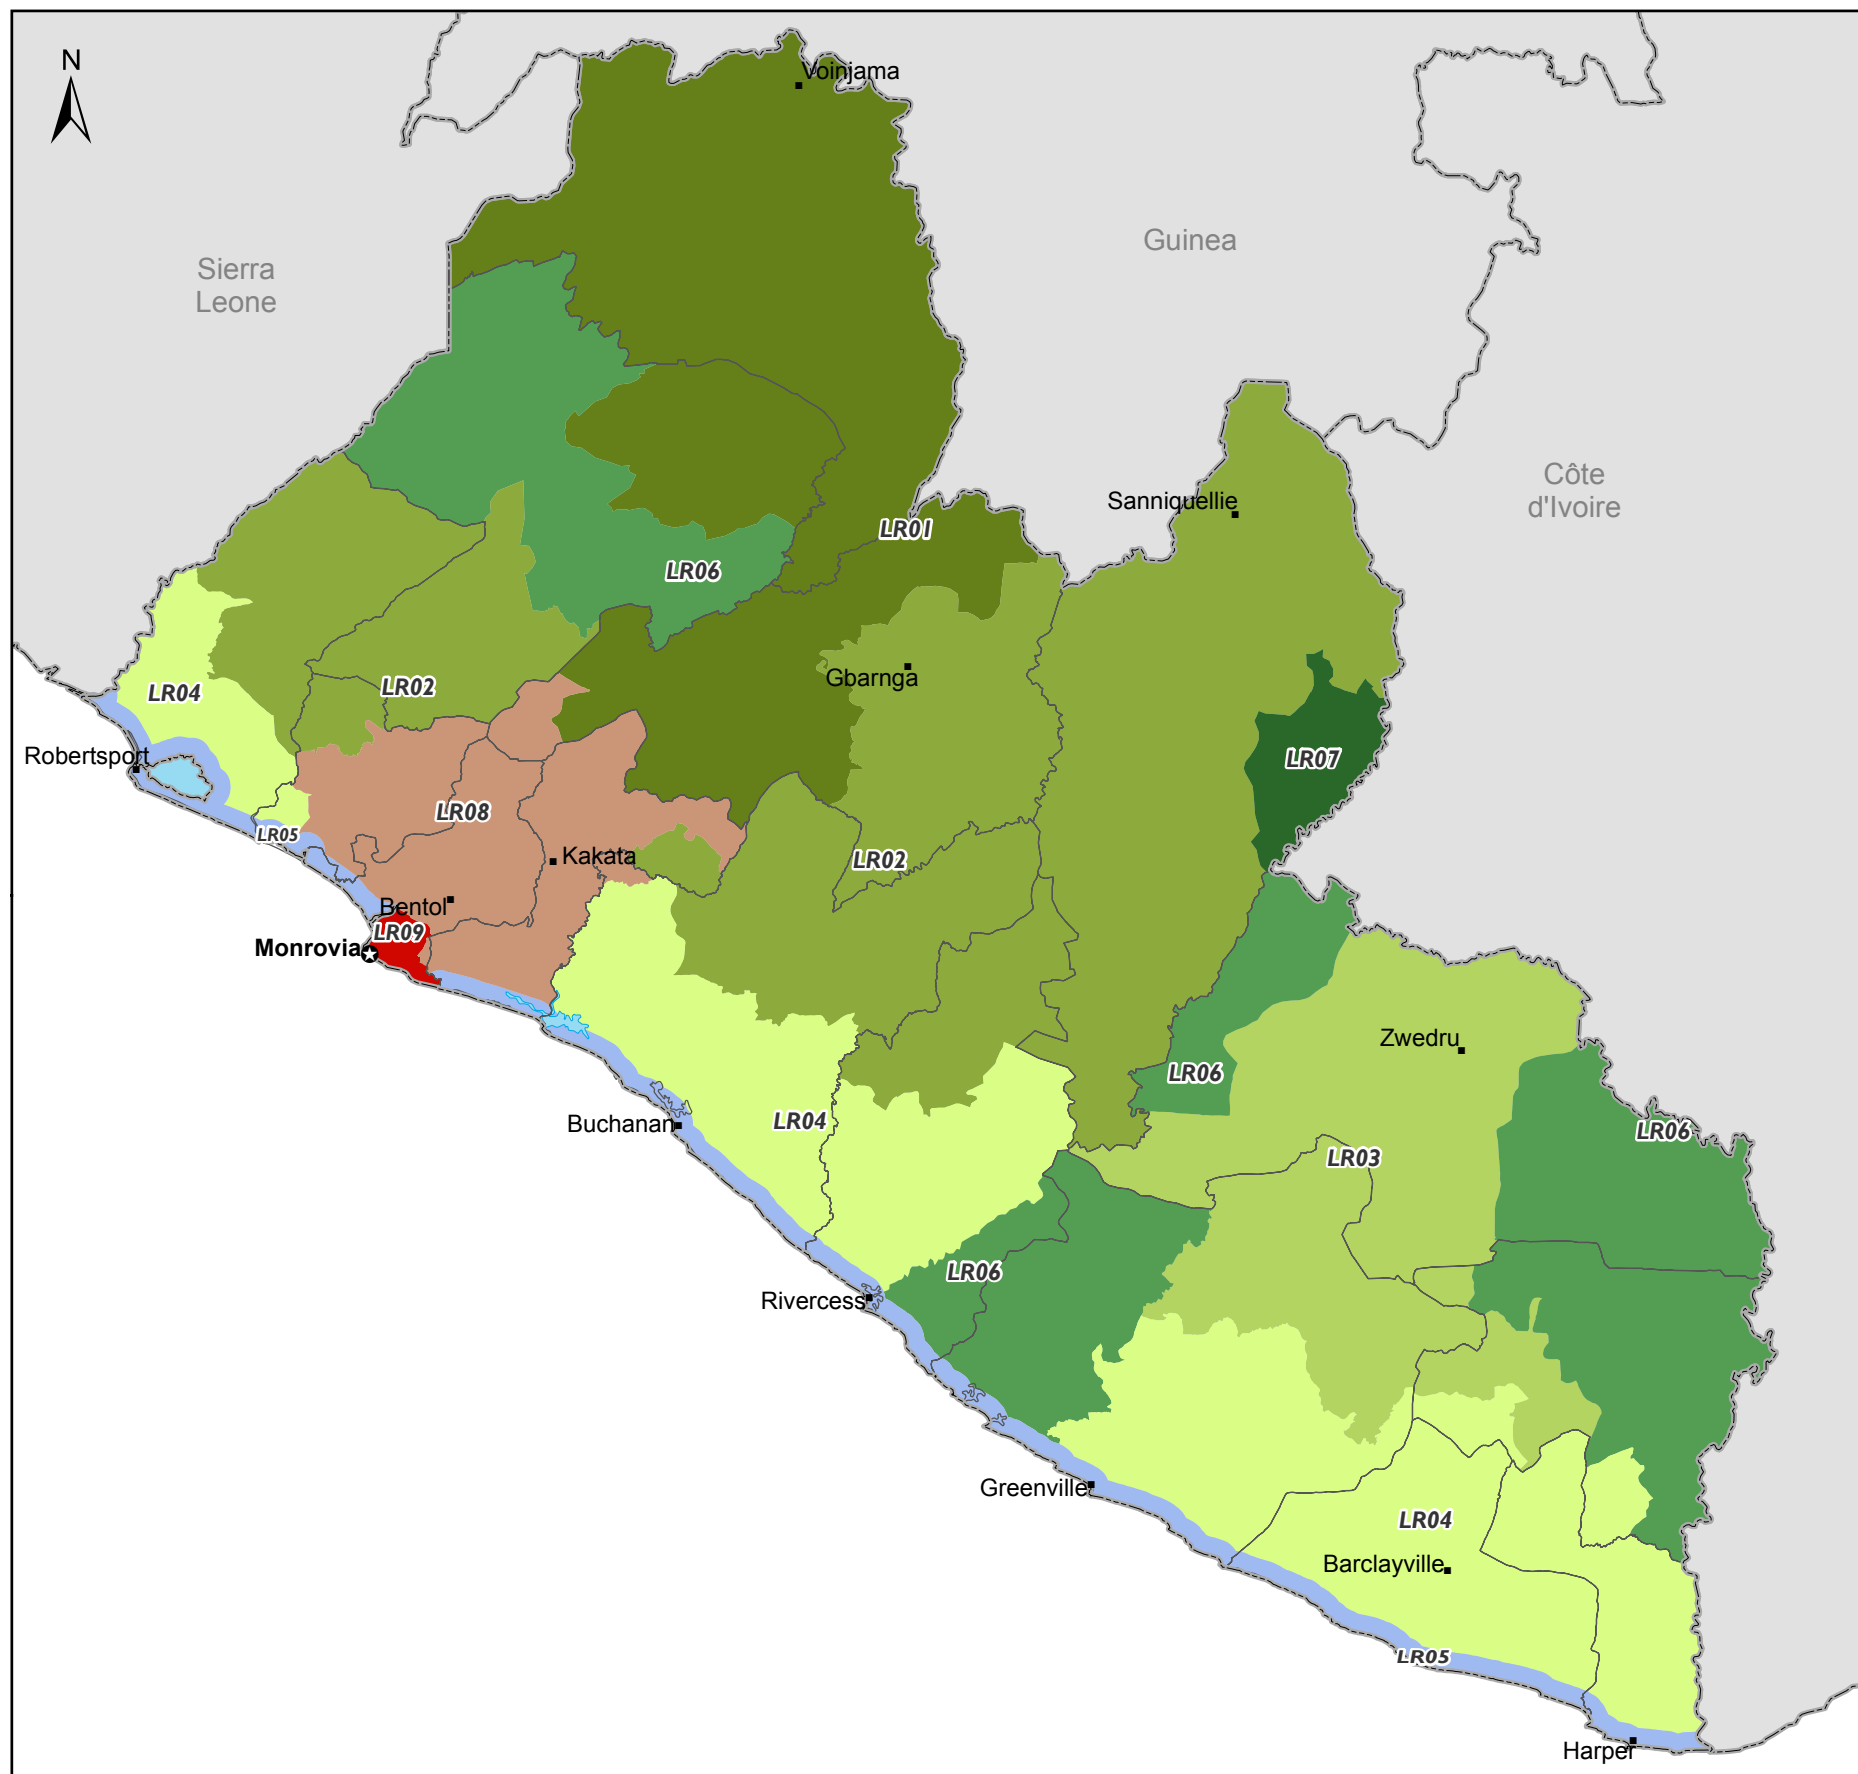 N
Voinjama
Guinea
Sierra
Leone
Côte
d'Ivoire
Sanniquellie
LR01
LR06
Gbarnga
LR04
LR02
Robertsport
LR07
LR08
LR05
LR02
Kakata
Bentol
LR09
Monrovia
Zwedru
LR06
Buchanan
LR04
LR06
LR03
LR06
Rivercess
Greenville
LR04
Barclayville
LR05
Harper